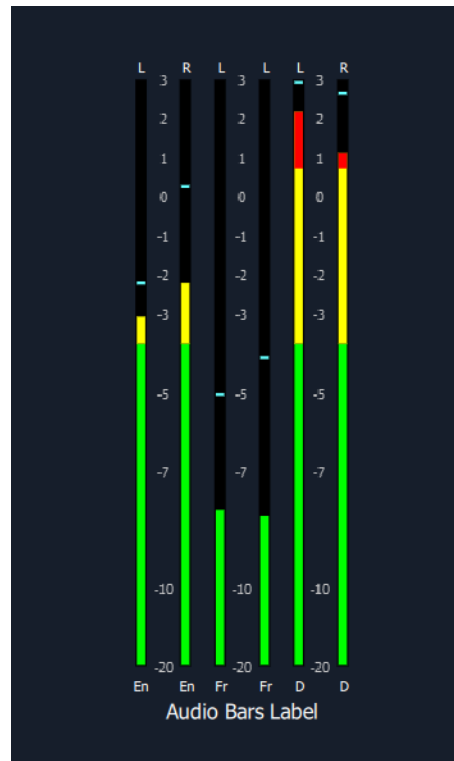 L R L L L R
3 3 3
2 2 2
1 1 1
0 0 0
-1 -1 -1
-2 -2 -2
-3 -3 -3
-5 -5 -5
-7 -7 -7
-10 -10 -10
-20 -20 -20
En En Fr Fr D D
Audio Bars Label